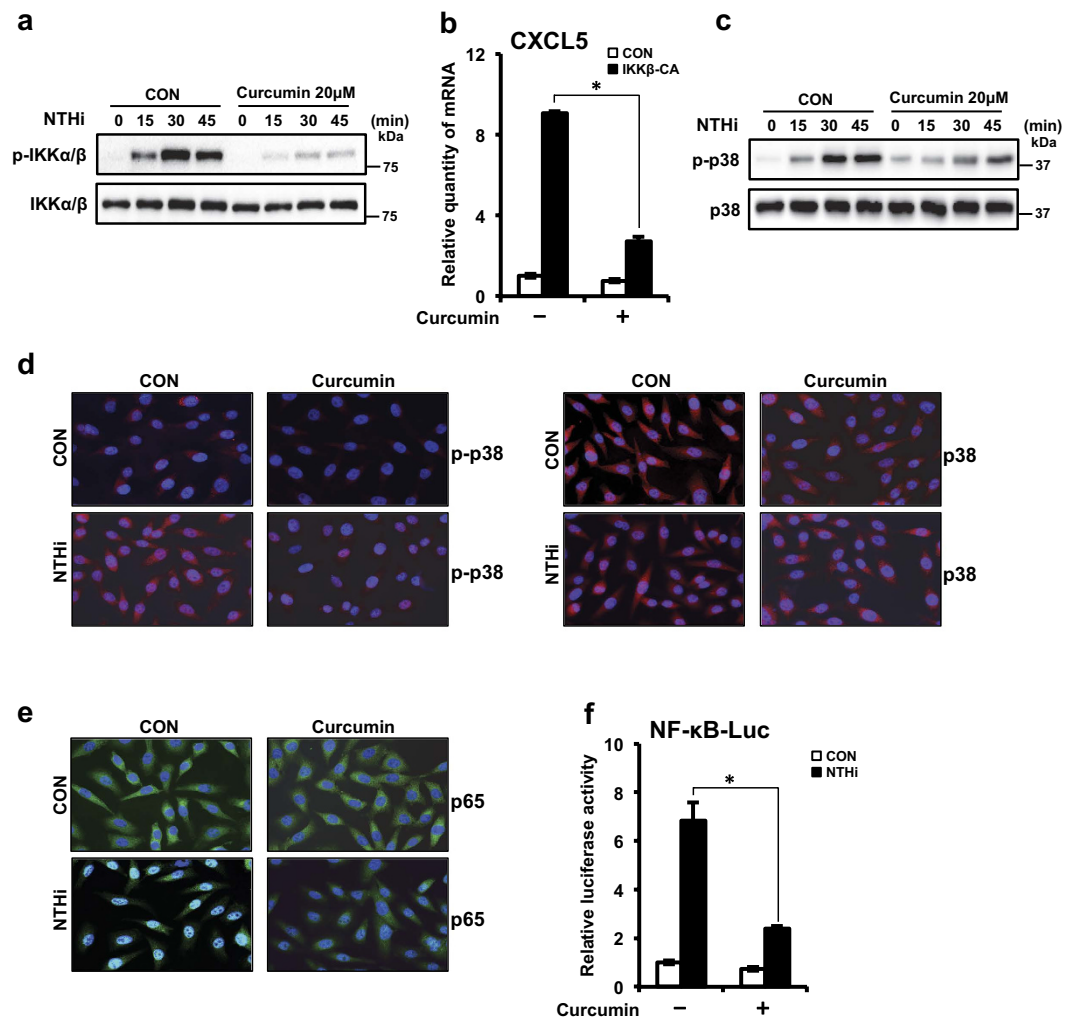 a
CON Curcumin 20µM
NTHi 0 15 30 45 0 15 30 45 (min)
kDa
p-IKKα/β
75
IKKα/β
75
b
CXCL5
CON
IKKβ-CA
Relative quantity of mRNA
12
8
4
0
*
Curcumin − +
c
CON Curcumin 20µM
NTHi 0 15 30 45 0 15 30 45 (min)
kDa
p-p38
37
p38
37
d
CON Curcumin
CON p-p38
NTHi p-p38
CON Curcumin
CON p38
NTHi p38
e
CON Curcumin
CON p65
NTHi p65
f
NF-κB-Luc
CON
NTHi
Relative luciferase activity
10
8
6
4
2
0
*
Curcumin − +